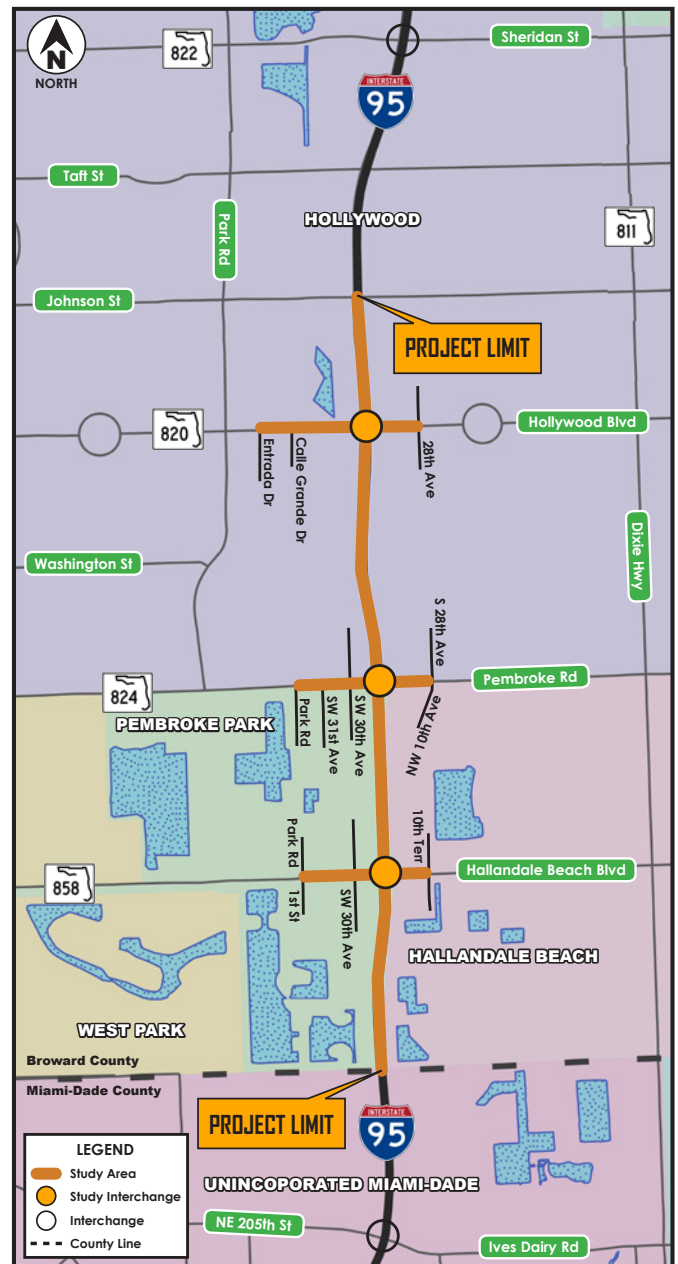 N
NORTH
822
Sheridan St
INTERSTATE
95
Taft St
Park Rd
HOLLYWOOD
811
Johnson St
PROJECT LIMIT
820
Hollywood Blvd
Entrada Dr
Calle Grande Dr
28th Ave
Dixie Hwy
Washington St
S 28th Ave
824
Pembroke Rd
PEMBROKE PARK
Park Rd
SW 31st Ave
SW 30th Ave
NW 10th Ave
10th Terr
Park Rd
858
Hallandale Beach Blvd
1st St
SW 30th Ave
HALLANDALE BEACH
WEST PARK
Broward County
Miami-Dade County
PROJECT LIMIT
INTERSTATE
95
LEGEND
Study Area
Study Interchange
Interchange
County Line
UNINCOPORATED MIAMI-DADE
NE 205th St
Ives Dairy Rd